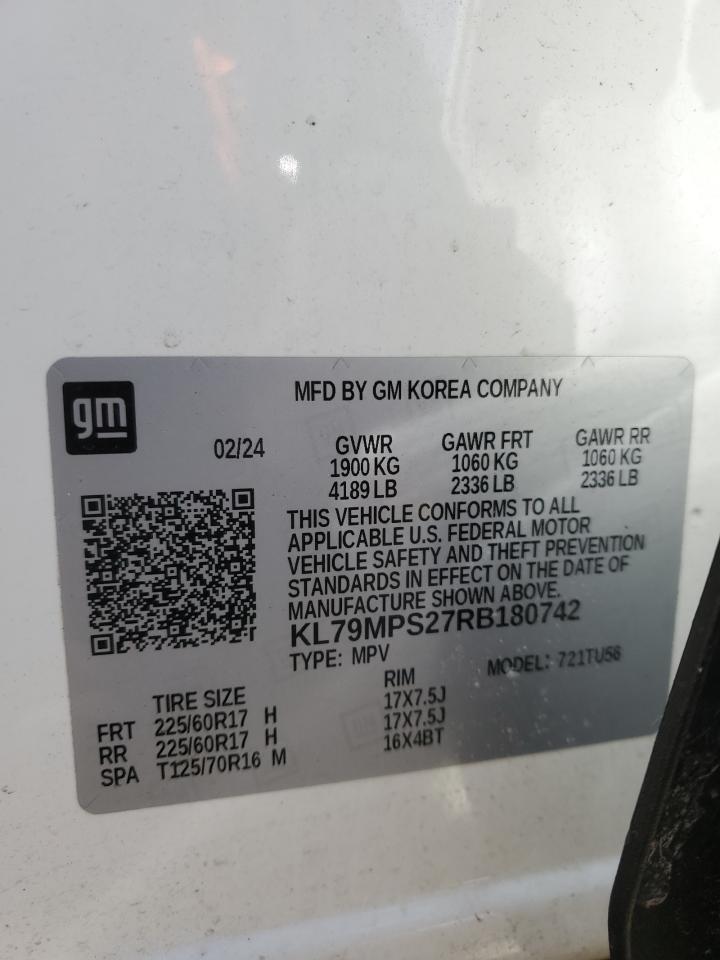 gm
MFD BY GM KOREA COMPANY
02/24
GVWR GAWR FRT GAWR RR
1900 KG 1060 KG 1060 KG
4189 LB 2336 LB 2336 LB
THIS VEHICLE CONFORMS TO ALL
APPLICABLE U.S. FEDERAL MOTOR
VEHICLE SAFETY AND THEFT PREVENTION
STANDARDS IN EFFECT ON THE DATE OF
MANUFACTURE SHOWN ABOVE.
KL79MPS27RB180742
TYPE: MPV MODEL: 721TU56
TIRE SIZE RIM
FRT 225/60R17 H 17X7.5J
RR 225/60R17 H 17X7.5J
SPA T125/70R16 M 16X4BT